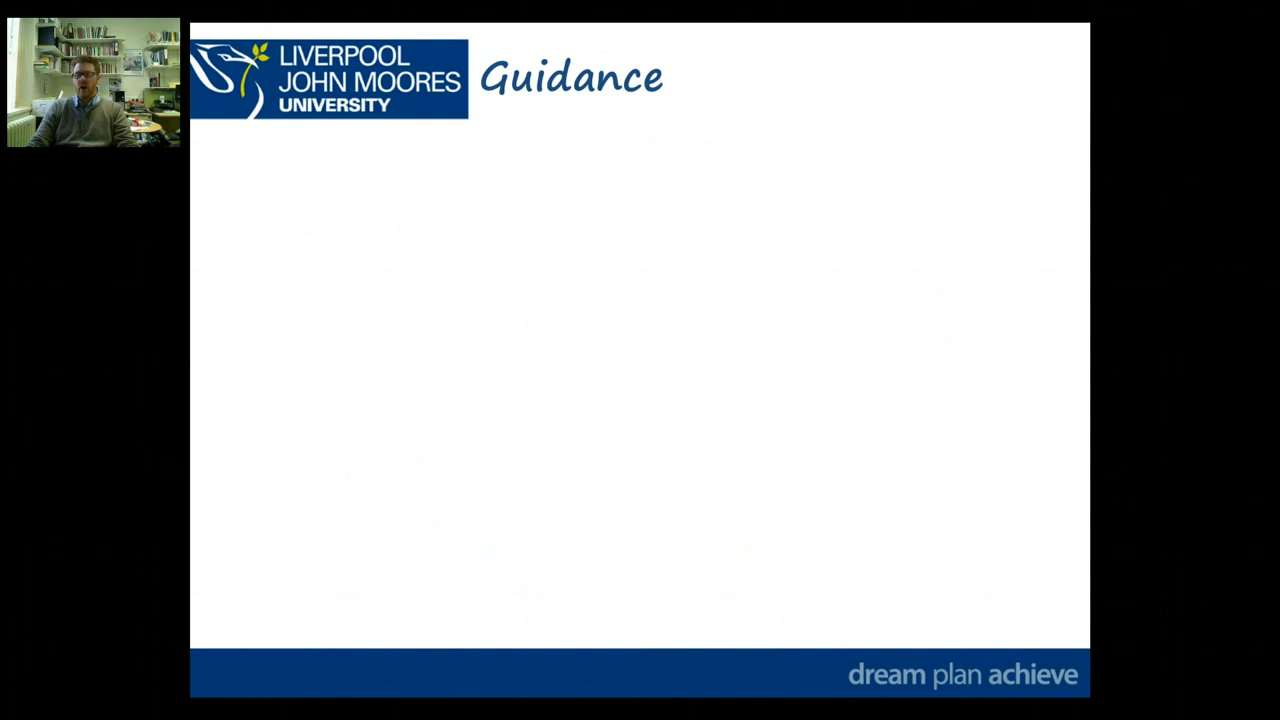 LIVERPOOL
JOHN MOORES
UNIVERSITY
Guidance
dream plan achieve